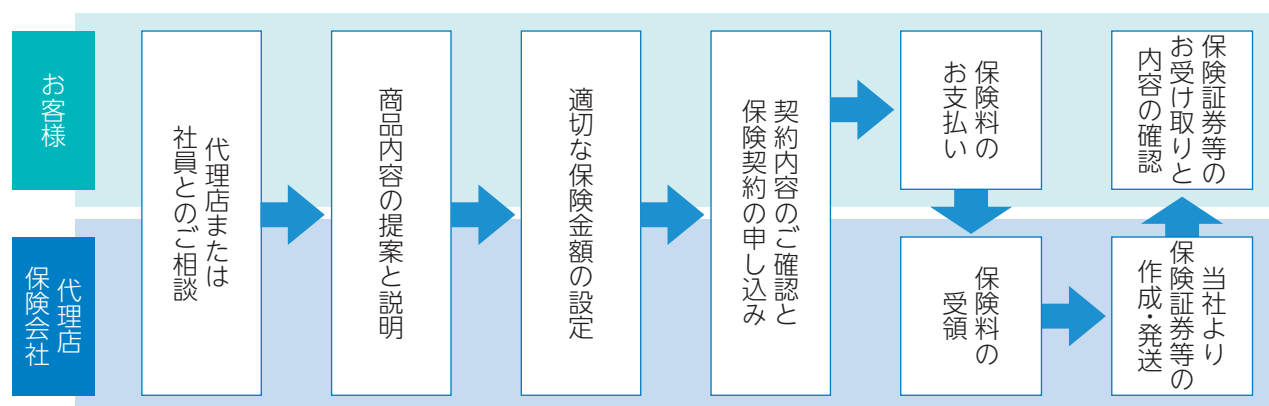 お客様
代理店
保険会社
代理店または
社員とのご相談
商品内容の提案と説明
適切な保険金額の設定
契約内容のご確認と
保険契約の申し込み
保険料の
お支払い
保険料の
受領
当社より
保険証券等の
作成・発送
保険証券等の
お受け取りと
内容の確認